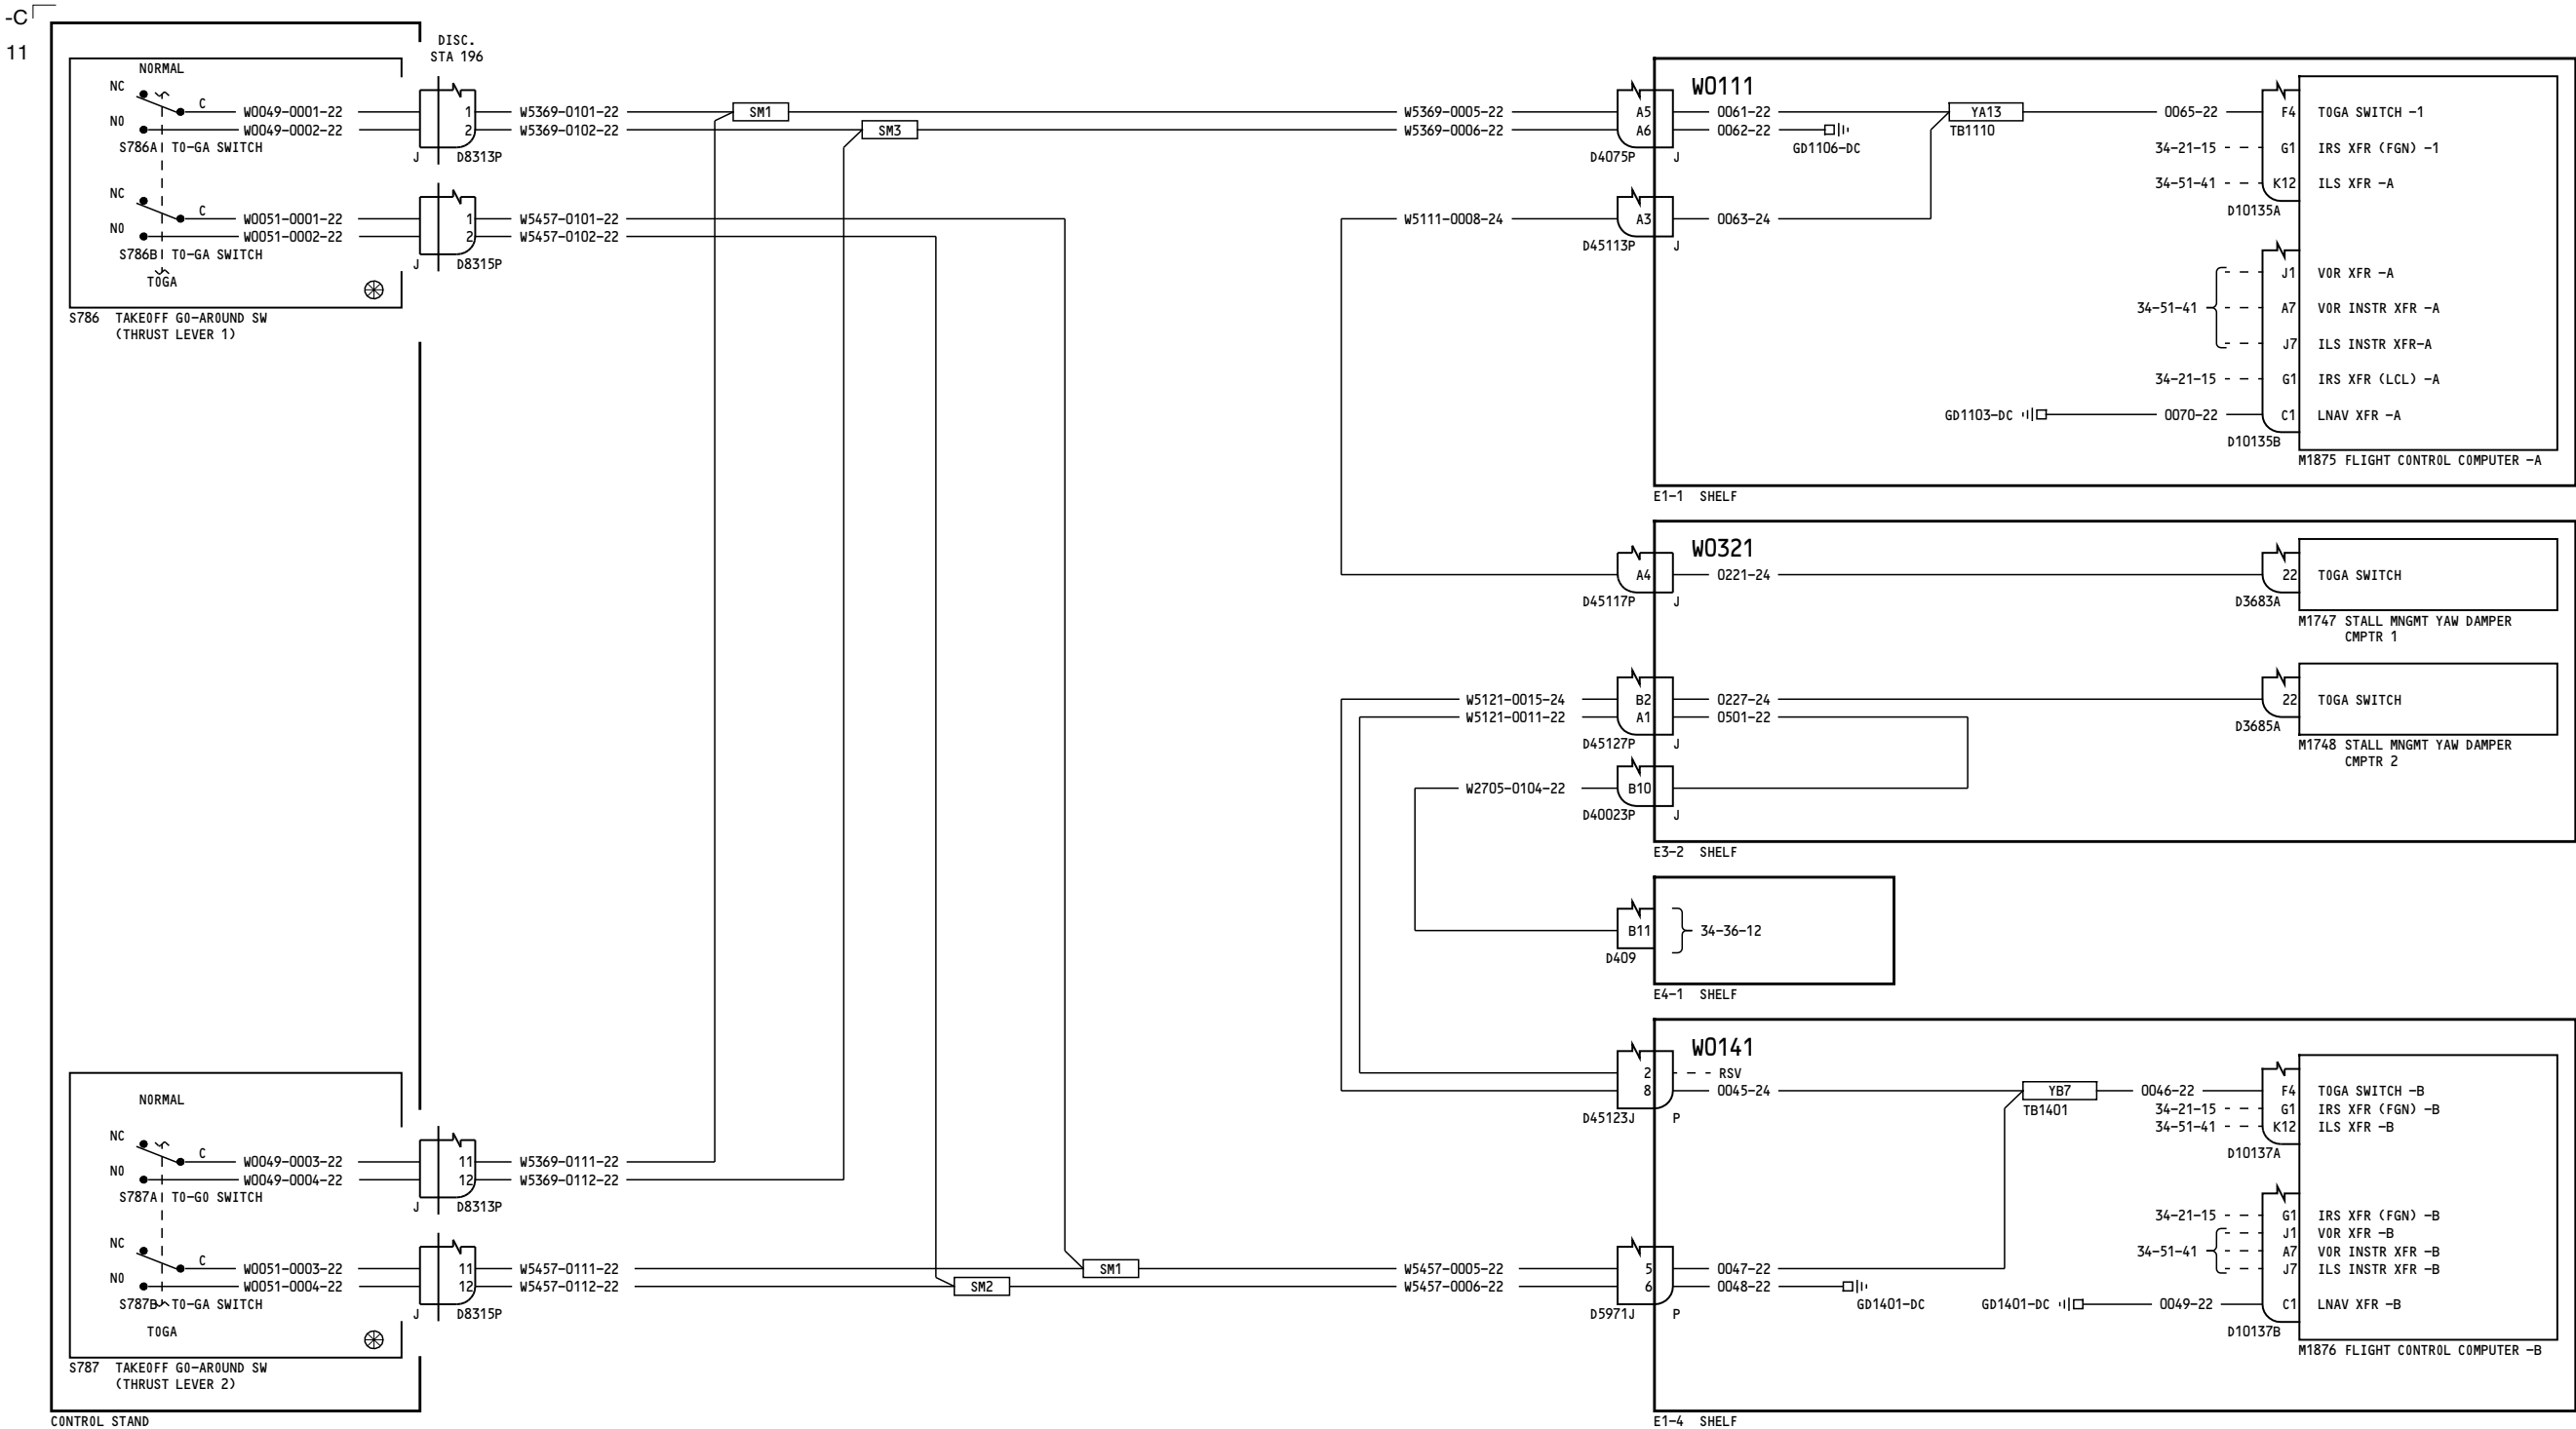 -C
11
DISC.
STA 196
NORMAL
NC
C
W0049-0001-22
1
W5369-0101-22
SM1
NO
W0049-0002-22
2
W5369-0102-22
SM3
S786A TO-GA SWITCH
J
D8313P
NC
C
W0051-0001-22
1
W5457-0101-22
NO
W0051-0002-22
2
W5457-0102-22
S786B TO-GA SWITCH
J
D8315P
TOGA
S786 TAKEOFF GO-AROUND SW
(THRUST LEVER 1)
W0111
W5369-0005-22
A5
0061-22
YA13
0065-22
F4
TOGA SWITCH -1
W5369-0006-22
A6
0062-22
TB1110
D4075P
J
GD1106-DC
34-21-15
G1
IRS XFR (FGN) -1
34-51-41
K12
ILS XFR -A
D10135A
W5111-0008-24
A3
0063-24
D45113P
J
J1
VOR XFR -A
34-51-41
A7
VOR INSTR XFR -A
J7
ILS INSTR XFR-A
34-21-15
G1
IRS XFR (LCL) -A
GD1103-DC
0070-22
C1
LNAV XFR -A
D10135B
M1875 FLIGHT CONTROL COMPUTER -A
E1-1 SHELF
W0321
A4
0221-24
22
TOGA SWITCH
D45117P
J
D3683A
M1747 STALL MNGMT YAW DAMPER
CMPTR 1
W5121-0015-24
B2
0227-24
22
TOGA SWITCH
W5121-0011-22
A1
0501-22
D45127P
J
D3685A
M1748 STALL MNGMT YAW DAMPER
CMPTR 2
W2705-0104-22
B10
D40023P
J
E3-2 SHELF
B11
34-36-12
D409
E4-1 SHELF
W0141
2
RSV
8
0045-24
YB7
0046-22
F4
TOGA SWITCH -B
TB1401
34-21-15
G1
IRS XFR (FGN) -B
D45123J
P
34-51-41
K12
ILS XFR -B
D10137A
NORMAL
NC
C
W0049-0003-22
11
W5369-0111-22
NO
W0049-0004-22
12
W5369-0112-22
S787A TO-GO SWITCH
J
D8313P
NC
C
W0051-0003-22
11
W5457-0111-22
SM1
W5457-0005-22
5
0047-22
NO
W0051-0004-22
12
W5457-0112-22
SM2
W5457-0006-22
6
0048-22
S787B TO-GA SWITCH
J
D8315P
D5971J
P
GD1401-DC
TOGA
34-21-15
G1
IRS XFR (FGN) -B
J1
VOR XFR -B
34-51-41
A7
VOR INSTR XFR -B
J7
ILS INSTR XFR -B
GD1401-DC
0049-22
C1
LNAV XFR -B
D10137B
M1876 FLIGHT CONTROL COMPUTER -B
S787 TAKEOFF GO-AROUND SW
(THRUST LEVER 2)
CONTROL STAND
E1-4 SHELF